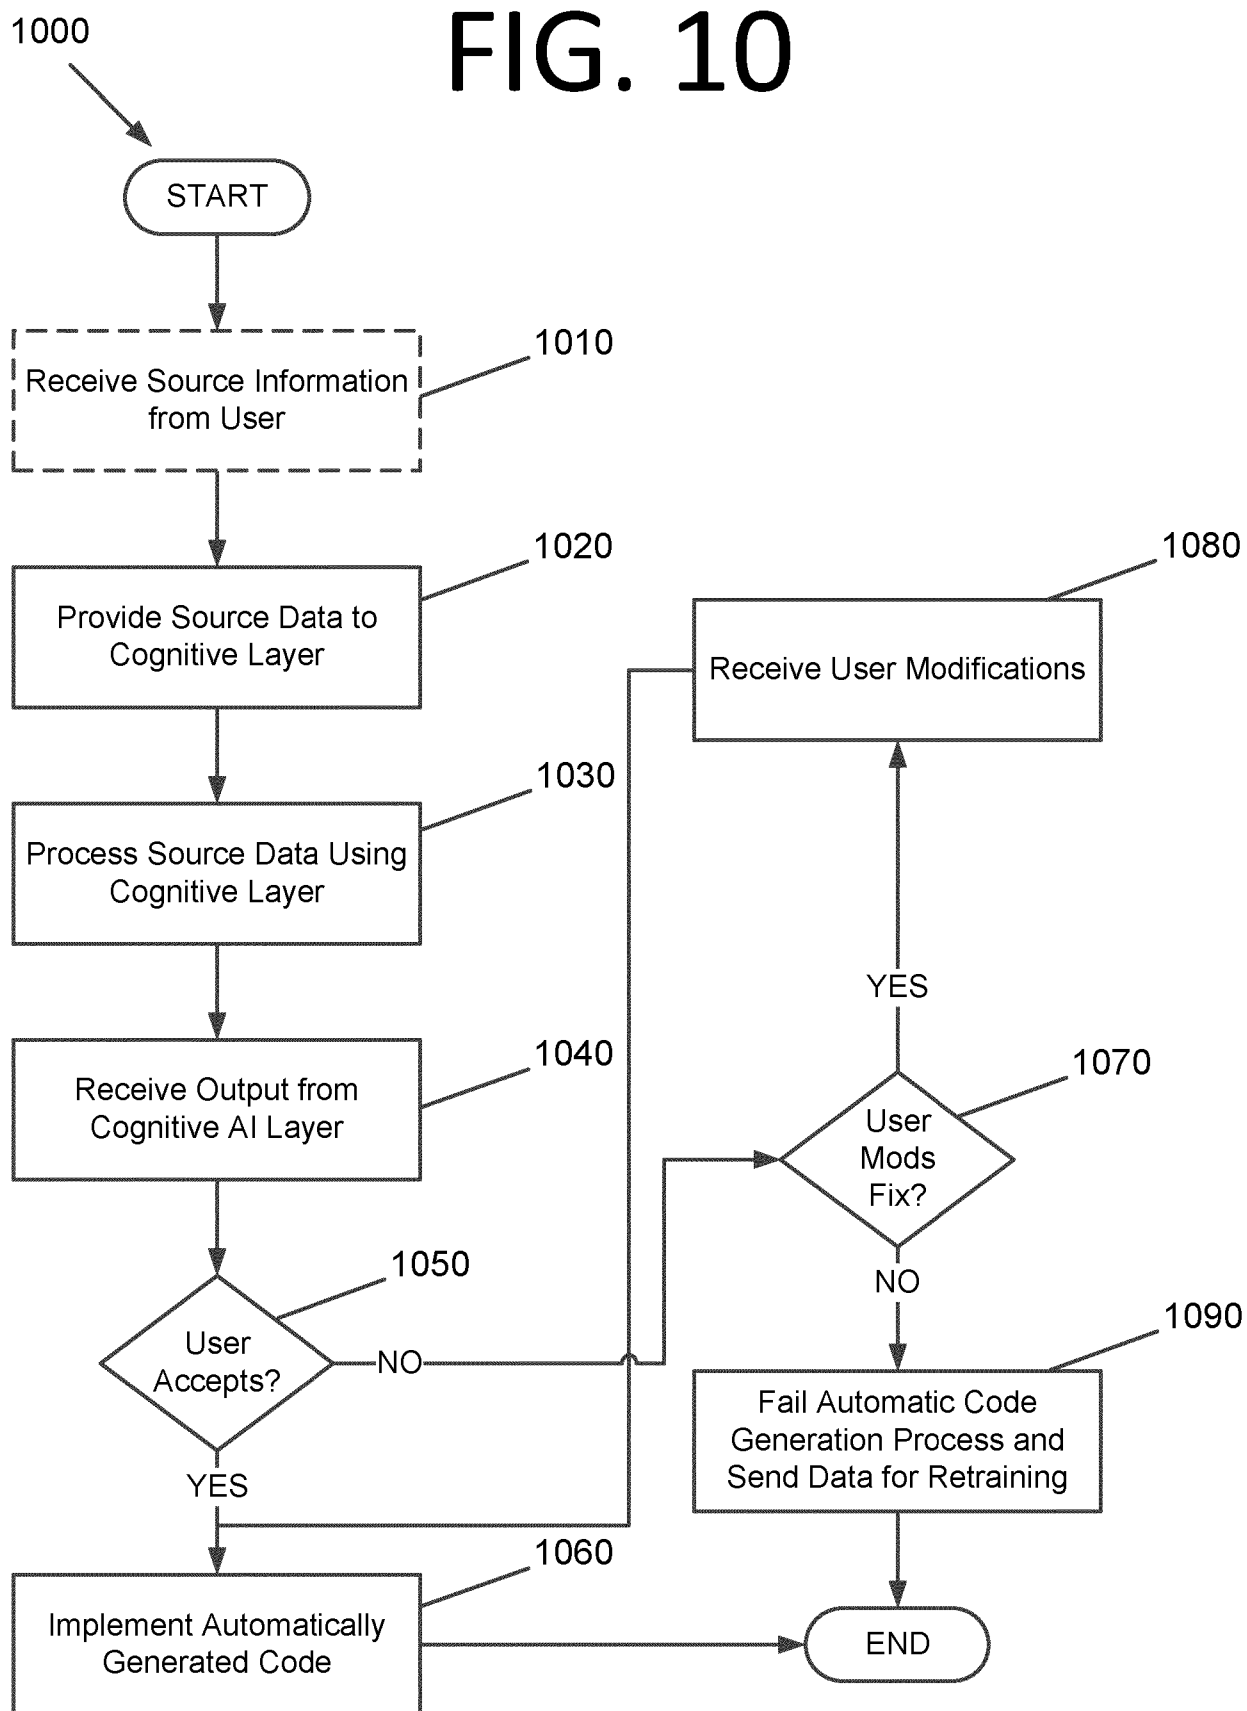 FIG. 10
1000
START
1010
Receive Source Information
from User
1020
Provide Source Data to
Cognitive Layer
1030
Process Source Data Using
Cognitive Layer
1040
Receive Output from
Cognitive AI Layer
1050
User
Accepts?
NO
YES
1060
Implement Automatically
Generated Code
1070
User
Mods
Fix?
YES
1080
Receive User Modifications
NO
1090
Fail Automatic Code
Generation Process and
Send Data for Retraining
END